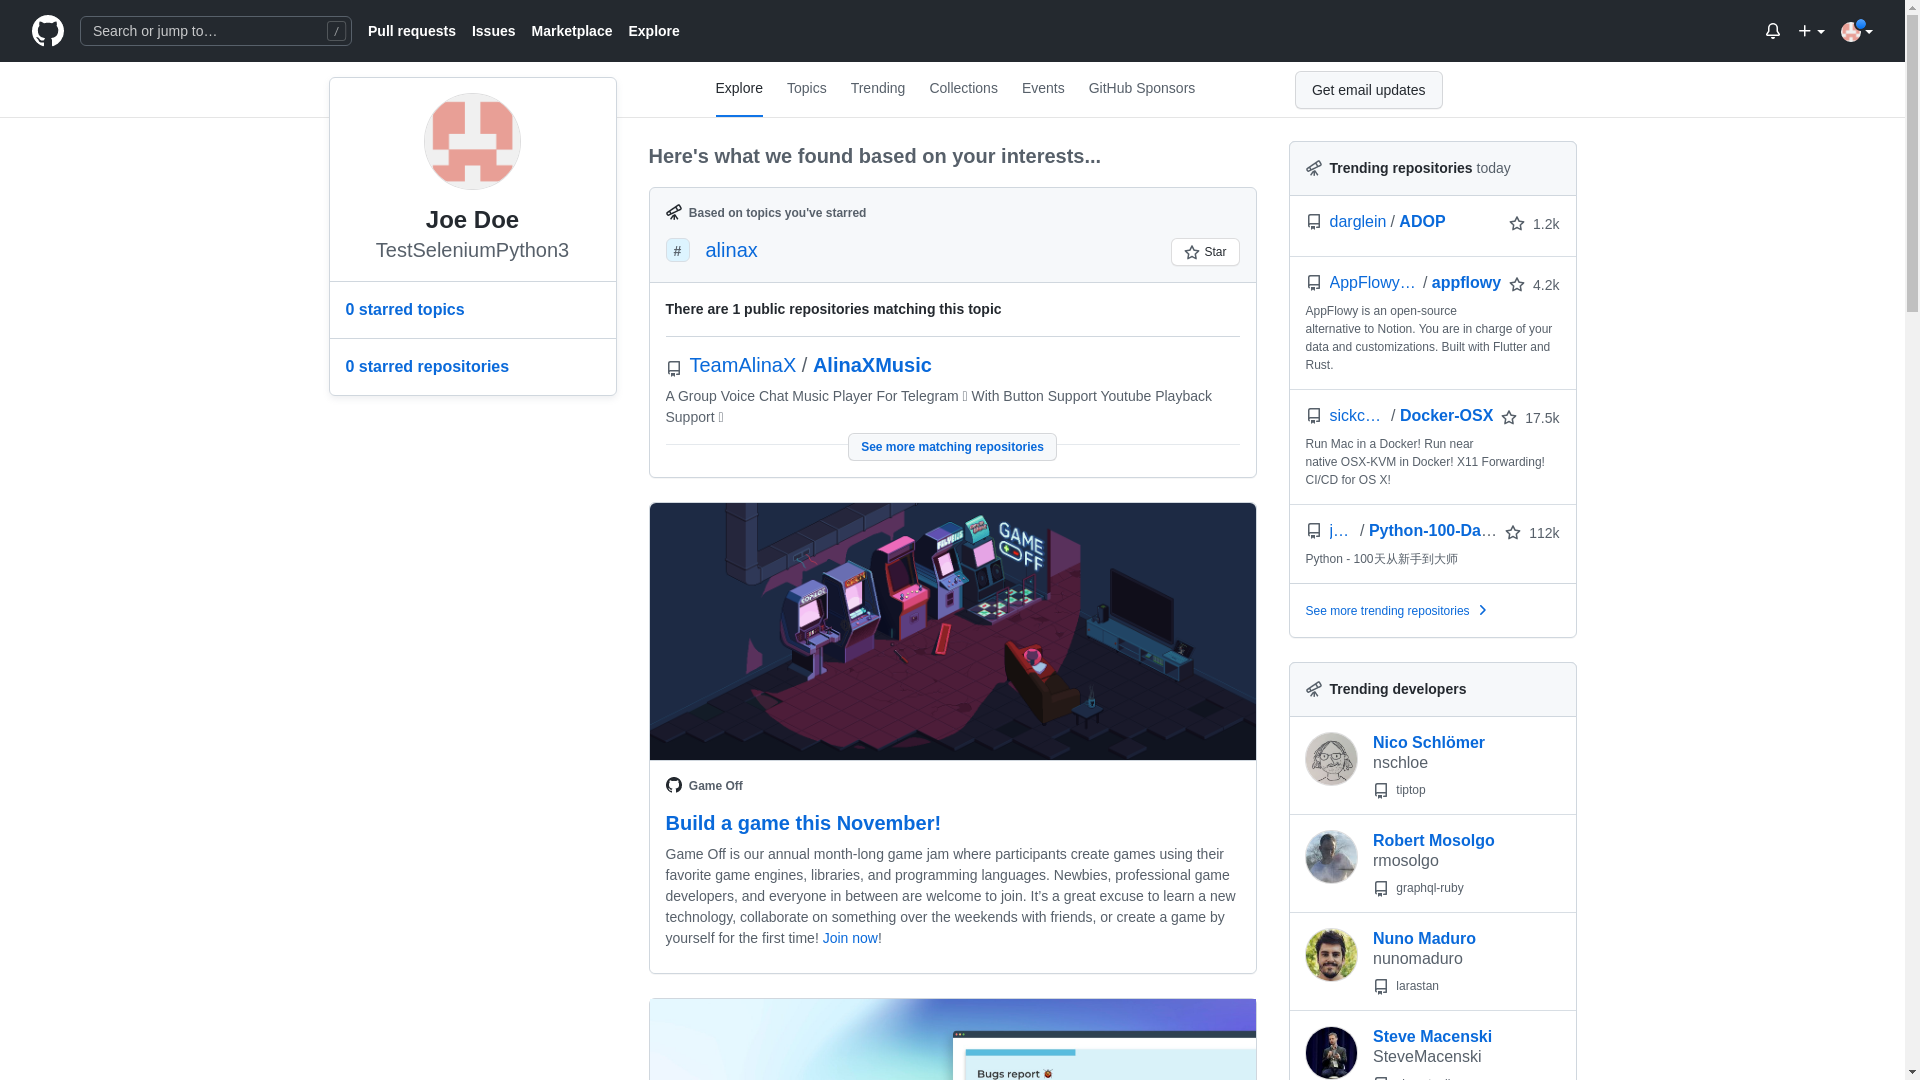 Search or jump to…
/
Pull requests
Issues
Marketplace
Explore
Explore
Topics
Trending
Collections
Events
GitHub Sponsors
Get email updates
Joe Doe
TestSeleniumPython3
0 starred topics
0 starred repositories
Here's what we found based on your interests...
Based on topics you've starred
# alinax
Star
There are 1 public repositories matching this topic
TeamAlinaX / AlinaXMusic
A Group Voice Chat Music Player For Telegram With Button Support Youtube Playback
Support
See more matching repositories
GAME
OFF
Game Off
Build a game this November!
Game Off is our annual month-long game jam where participants create games using their
favorite game engines, libraries, and programming languages. Newbies, professional game
developers, and everyone in between are welcome to join. It’s a great excuse to learn a new
technology, collaborate on something over the weekends with friends, or create a game by
yourself for the first time! Join now!
Bugs report
Trending repositories today
darglein / ADOP
1.2k
AppFlowy… / appflowy
4.2k
AppFlowy is an open-source
alternative to Notion. You are in charge of your
data and customizations. Built with Flutter and
Rust.
sickc… / Docker-OSX
17.5k
Run Mac in a Docker! Run near
native OSX-KVM in Docker! X11 Forwarding!
CI/CD for OS X!
j… / Python-100-Da…
112k
Python - 100天从新手到大师
See more trending repositories
Trending developers
Nico Schlömer
nschloe
tiptop
Robert Mosolgo
rmosolgo
graphql-ruby
Nuno Maduro
nunomaduro
larastan
Steve Macenski
SteveMacenski